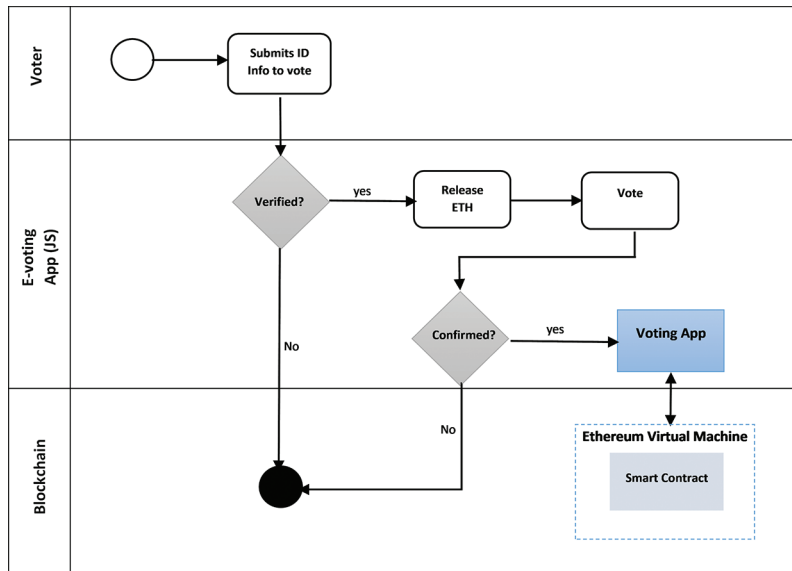 Voter
Submits ID
Info to vote
E-voting
App (JS)
Verified?
yes
Release
ETH
Vote
Confirmed?
yes
Voting App
No
Blockchain
No
Ethereum Virtual Machine
Smart Contract